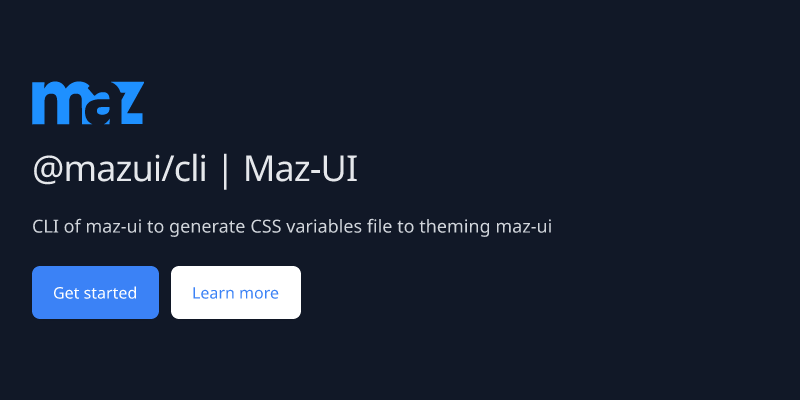 maz
@mazui/cli | Maz-UI
CLI of maz-ui to generate CSS variables file to theming maz-ui
Get started
Learn more